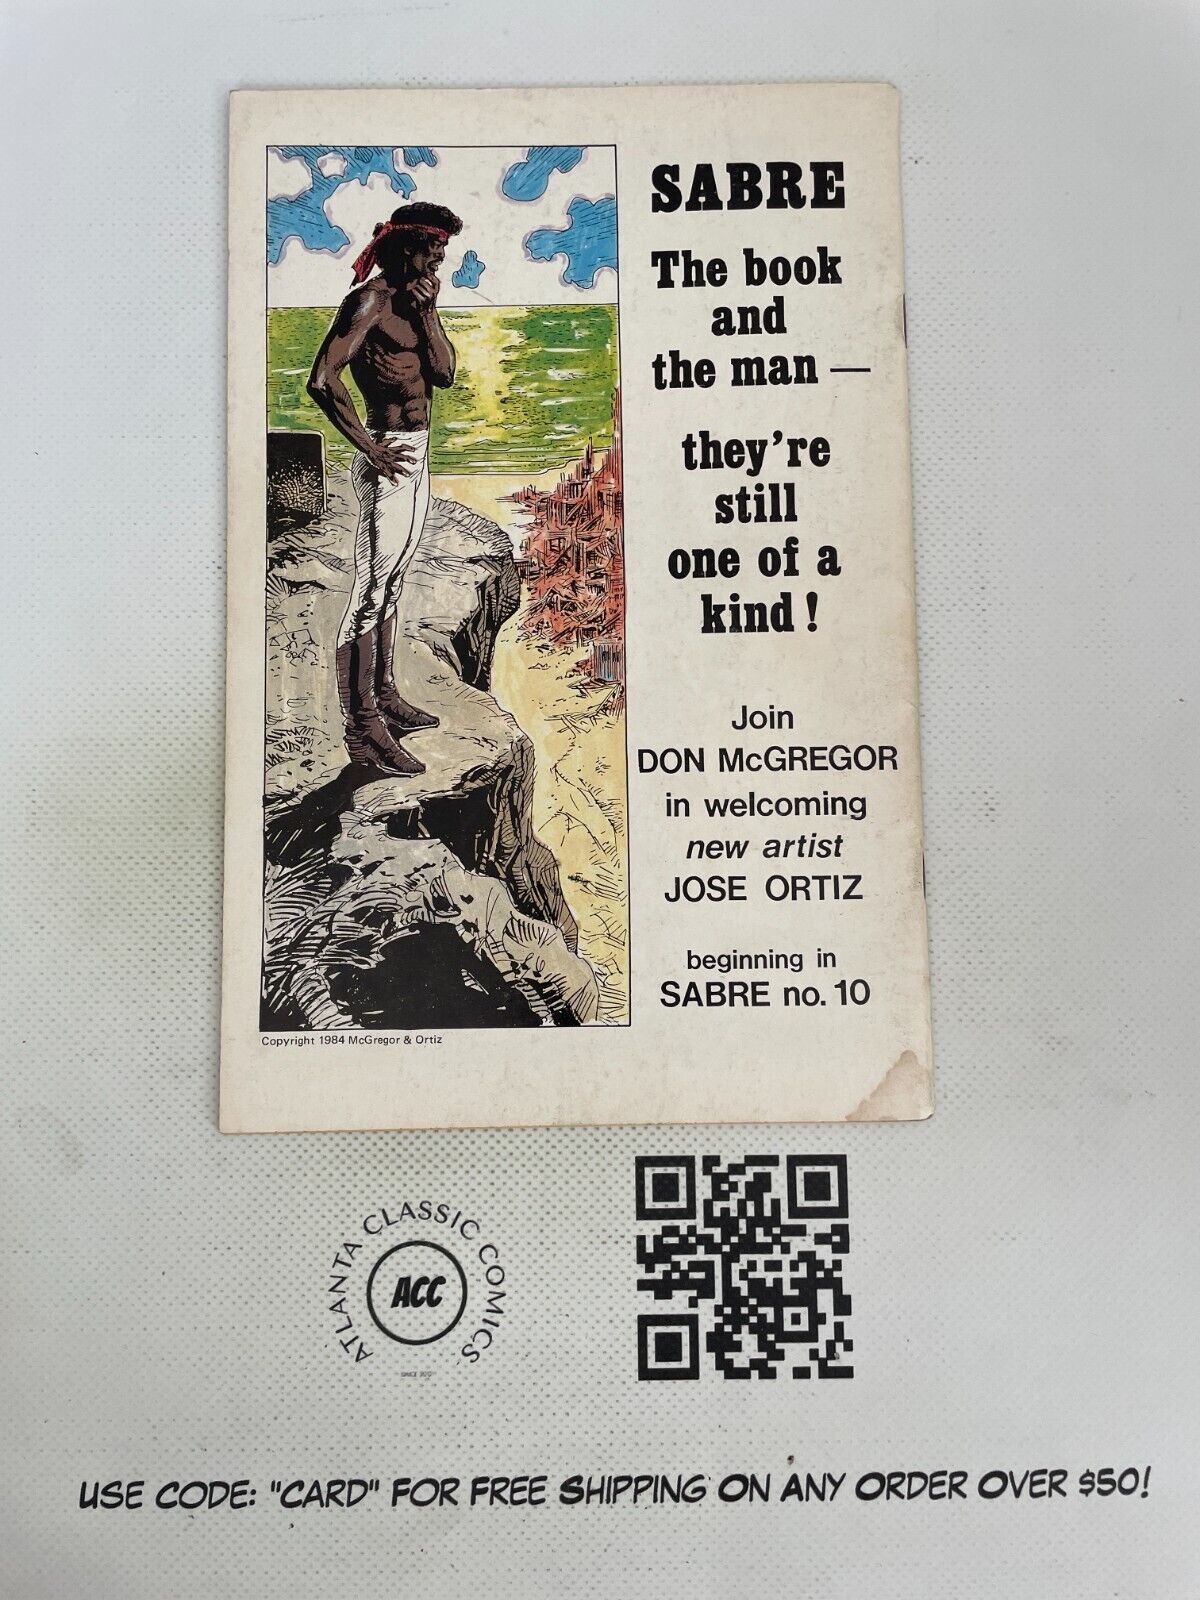 SABRE
The book
and
the man —
they're
still
one of a
kind !
Join
DON McGREGOR
in welcoming
new artist
JOSE ORTIZ
beginning in
SABRE no. 10
Copyright 1984 McGregor & Ortiz
ATLANTA CLASSIC COMICS
ACC
USE CODE: "CARD" FOR FREE SHIPPING ON ANY ORDER OVER $50!